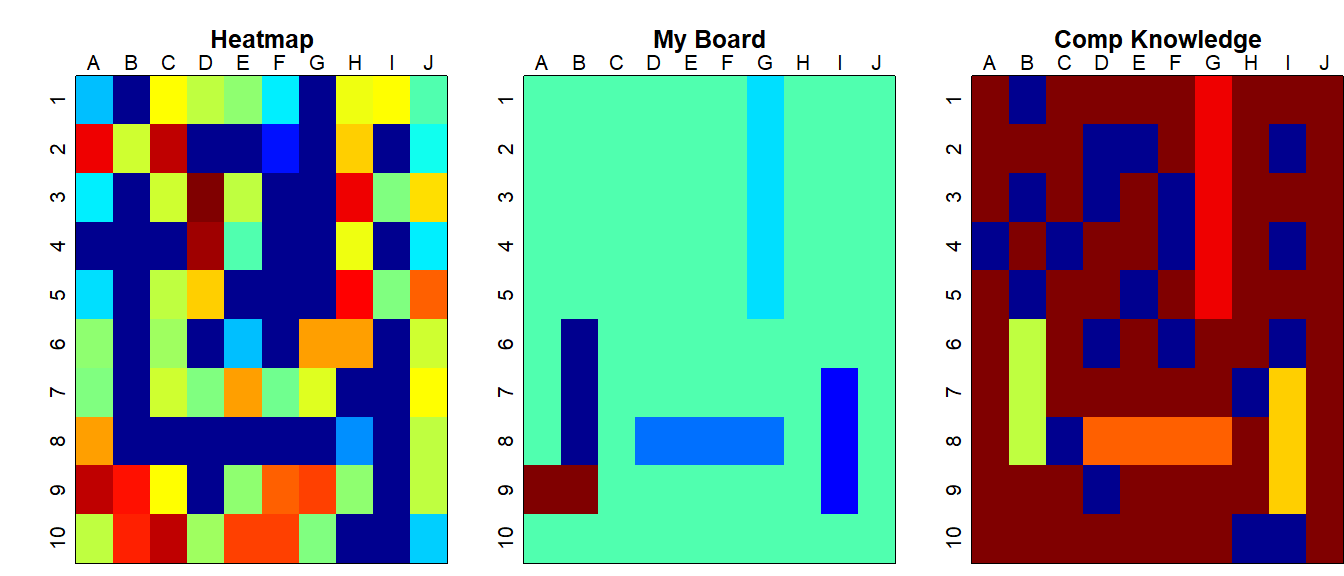 Heatmap My Board Comp Knowledge
A B C D E F G H I J A B C D E F G H I J A B C D E F G H I J
1 1 1
2 2 2
3 3 3
4 4 4
5 5 5
6 6 6
7 7 7
8 8 8
9 9 9
10 10 10